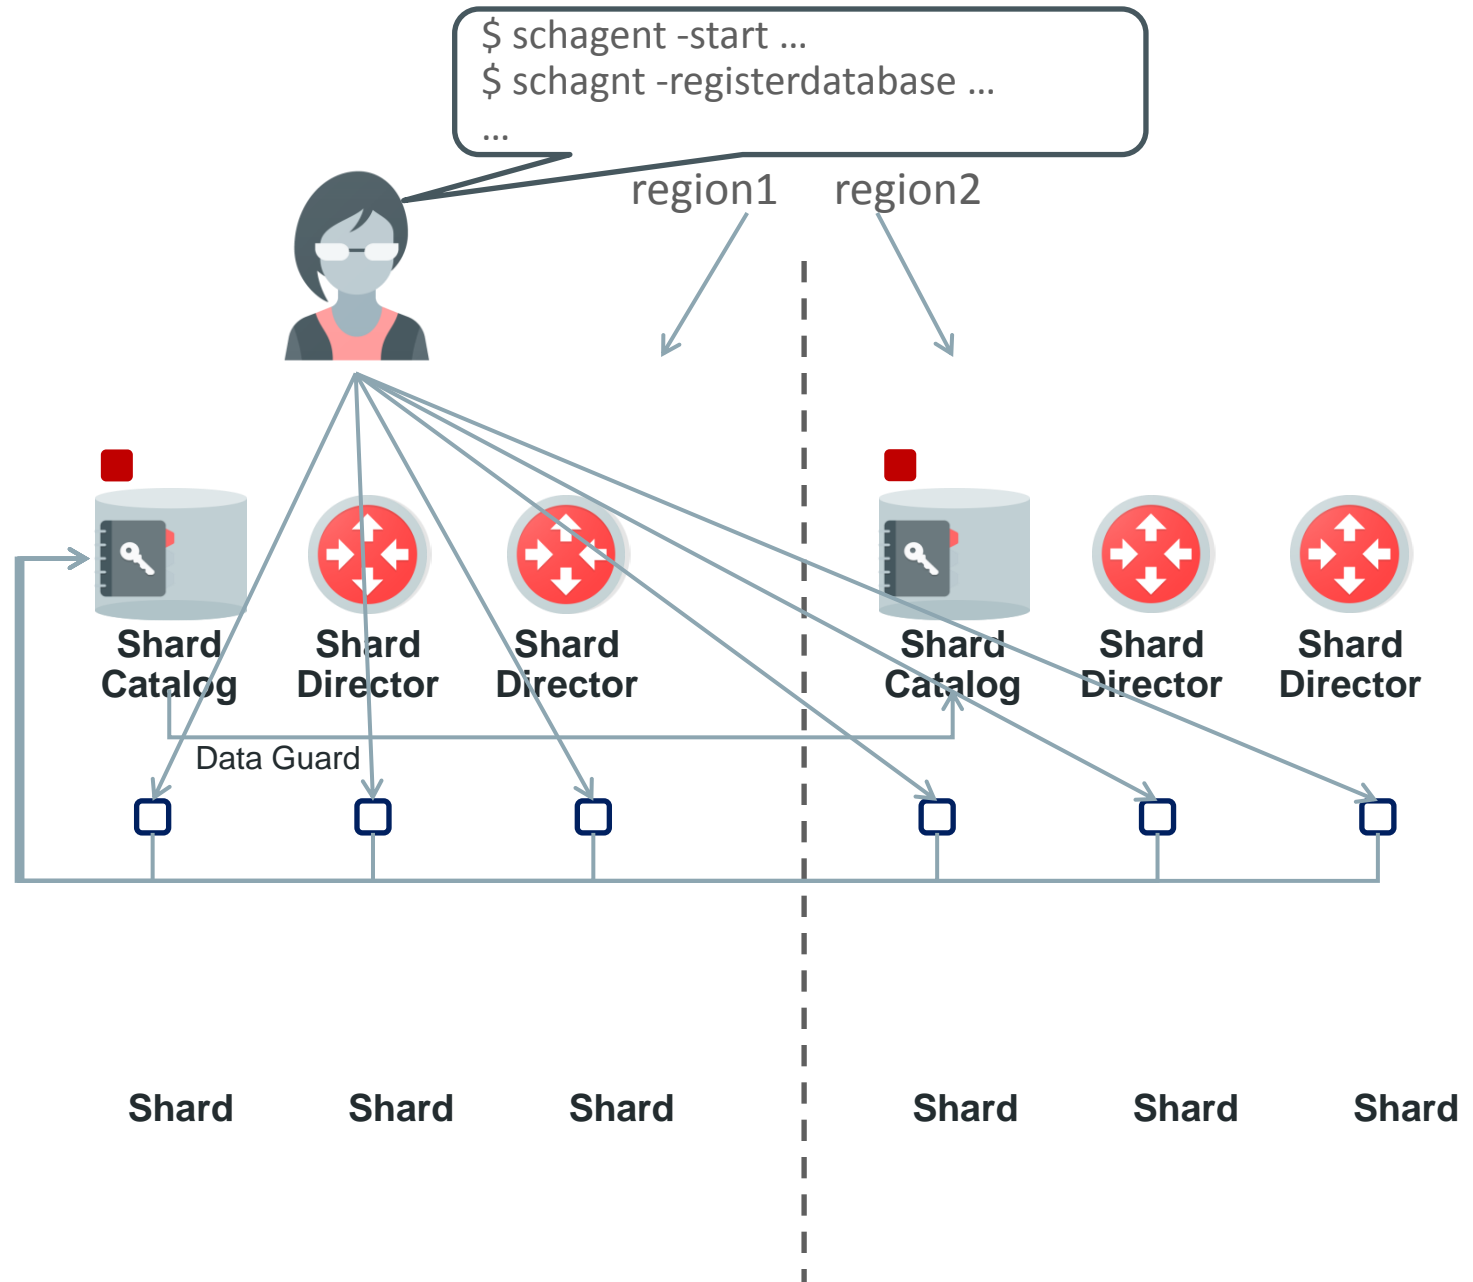 $ schagent -start …
$ schagnt -registerdatabase …
…
region1 region2
Shard Shard Shard Shard Shard Shard
Catalog Director Director Catalog Director Director
Data Guard
Shard Shard Shard Shard Shard Shard